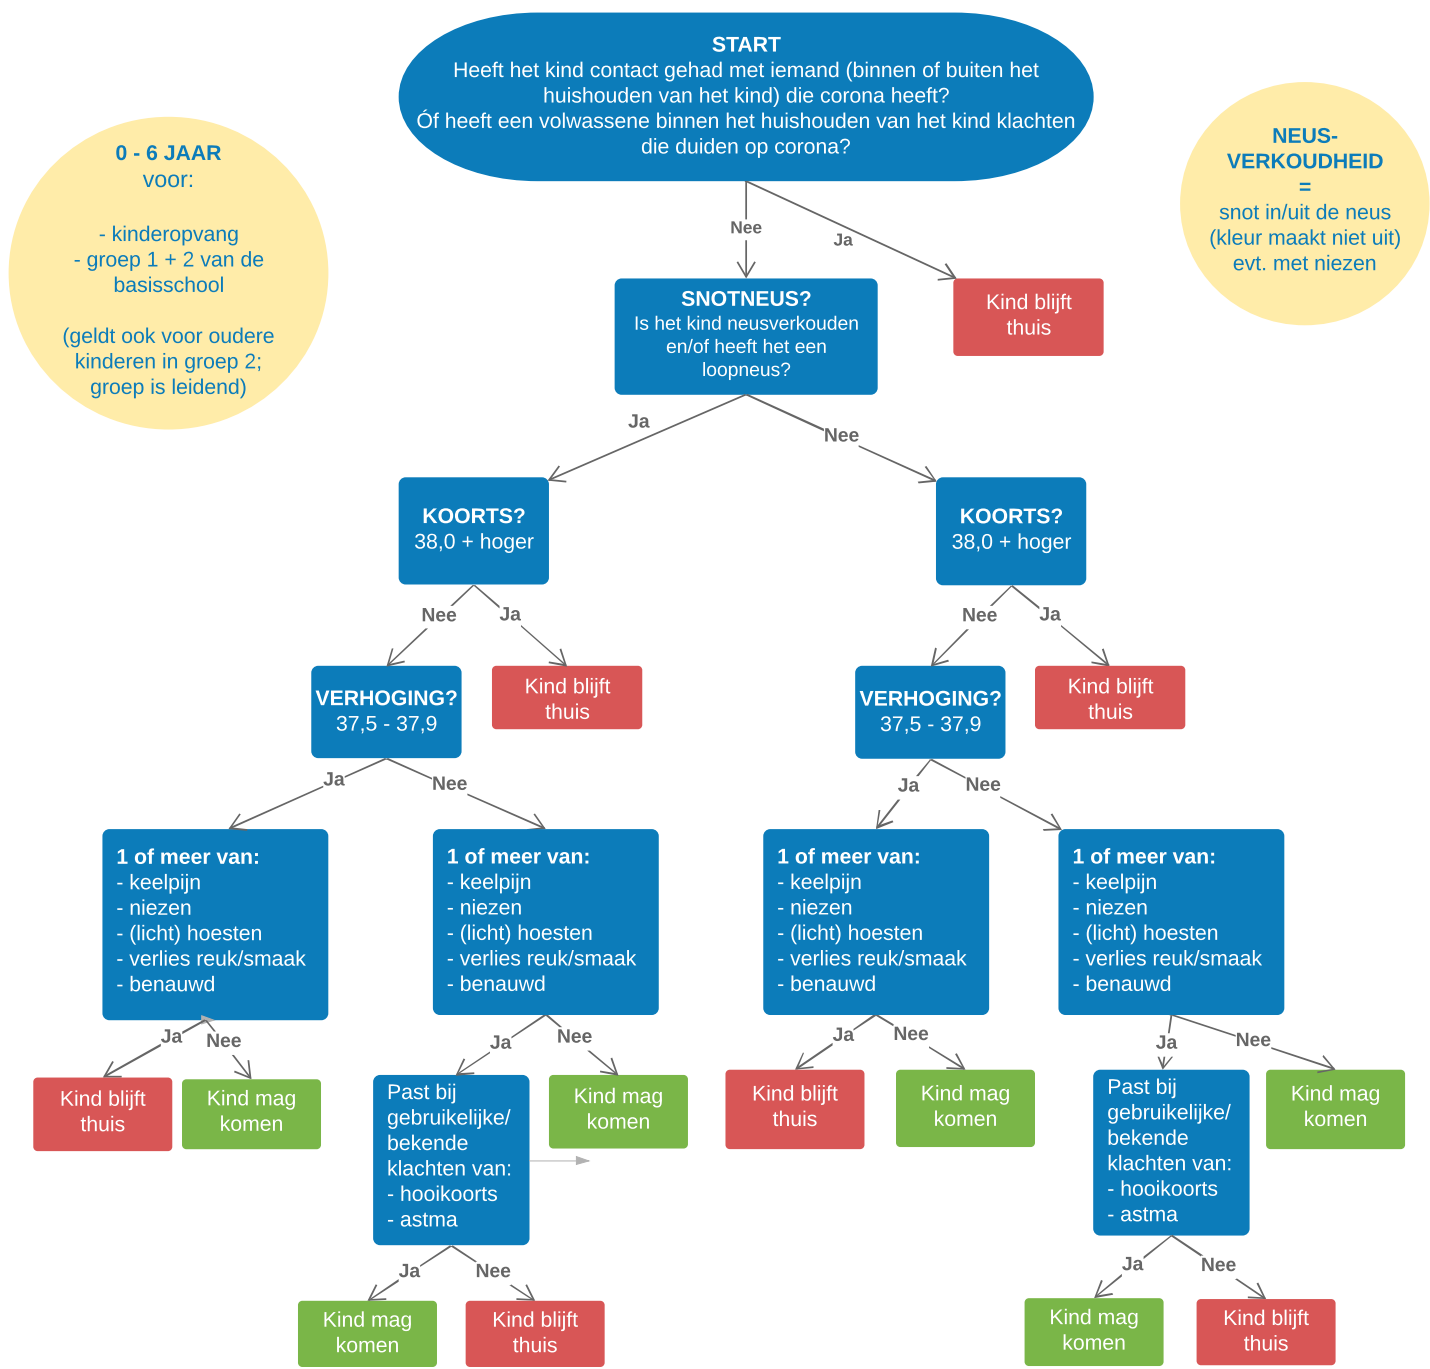 START
Heeft het kind contact gehad met iemand (binnen of buiten het
huishouden van het kind) die corona heeft?
Óf heeft een volwassene binnen het huishouden van het kind klachten
die duiden op corona?
0 - 6 JAAR
voor:
- kinderopvang
- groep 1 + 2 van de
basisschool
(geldt ook voor oudere
kinderen in groep 2;
groep is leidend)
NEUS-
VERKOUDHEID
=
snot in/uit de neus
(kleur maakt niet uit)
evt. met niezen
Nee
Ja
SNOTNEUS?
Is het kind neusverkouden
en/of heeft het een
loopneus?
Kind blijft
thuis
Ja
Nee
KOORTS?
38,0 + hoger
KOORTS?
38,0 + hoger
Nee
Ja
Nee
Ja
VERHOGING?
37,5 - 37,9
Kind blijft
thuis
VERHOGING?
37,5 - 37,9
Kind blijft
thuis
Ja
Nee
Ja
Nee
1 of meer van:
- keelpijn
- niezen
- (licht) hoesten
- verlies reuk/smaak
- benauwd
1 of meer van:
- keelpijn
- niezen
- (licht) hoesten
- verlies reuk/smaak
- benauwd
1 of meer van:
- keelpijn
- niezen
- (licht) hoesten
- verlies reuk/smaak
- benauwd
1 of meer van:
- keelpijn
- niezen
- (licht) hoesten
- verlies reuk/smaak
- benauwd
Ja
Nee
Ja
Nee
Ja
Nee
Ja
Nee
Kind blijft
thuis
Kind mag
komen
Past bij
gebruikelijke/
bekende
klachten van:
- hooikoorts
- astma
Kind mag
komen
Kind blijft
thuis
Kind mag
komen
Past bij
gebruikelijke/
bekende
klachten van:
- hooikoorts
- astma
Kind mag
komen
Ja
Nee
Ja
Nee
Kind mag
komen
Kind blijft
thuis
Kind mag
komen
Kind blijft
thuis